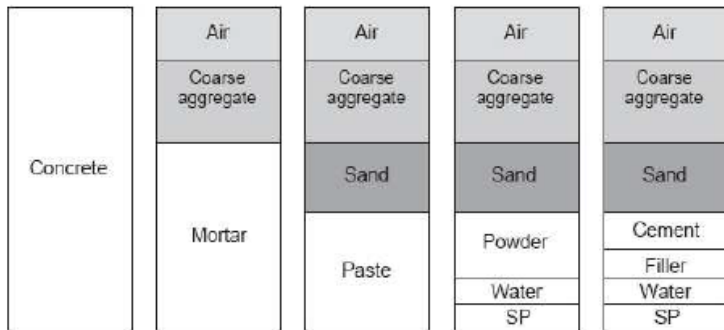 Concrete
Air
Coarse
aggregate
Mortar
Air
Coarse
aggregate
Sand
Paste
Air
Coarse
aggregate
Sand
Powder
Water
SP
Air
Coarse
aggregate
Sand
Cement
Filler
Water
SP